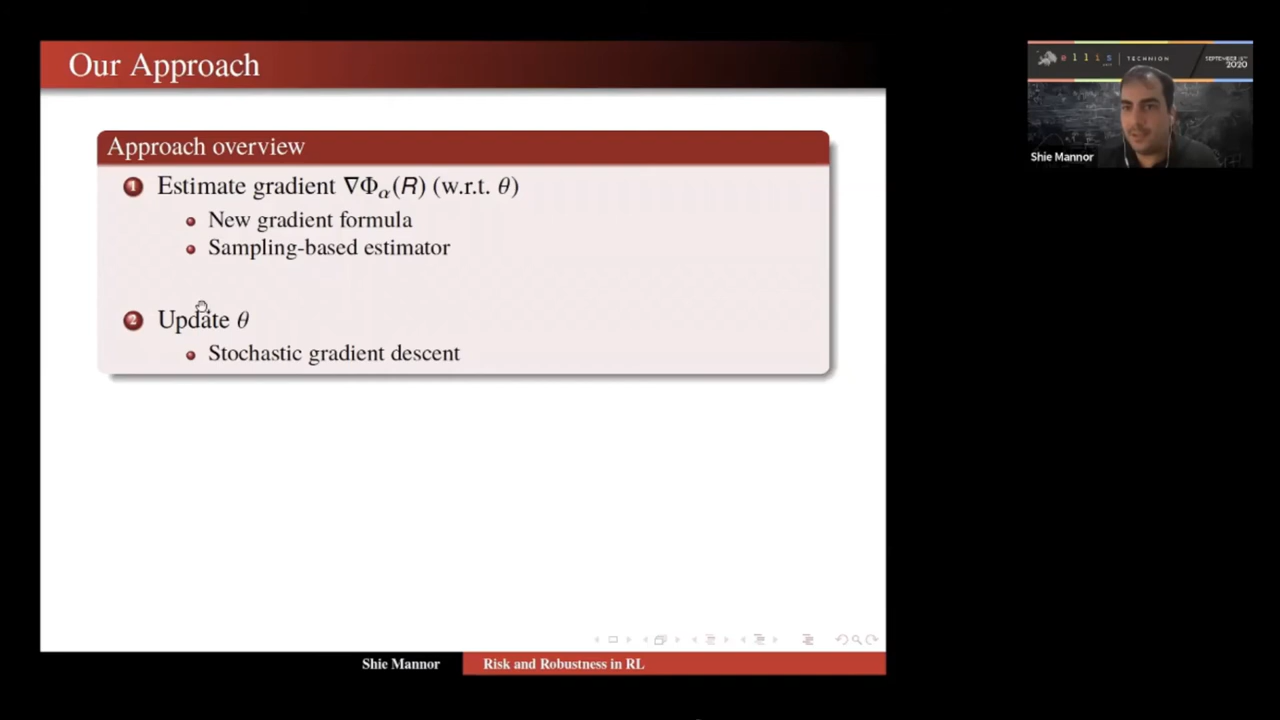 Our Approach
Approach overview
1 Estimate gradient ∇Φα(R) (w.r.t. θ)
New gradient formula
Sampling-based estimator
2 Update θ
Stochastic gradient descent
Shie Mannor Risk and Robustness in RL
ellis TECHNION
2020
Shie Mannor